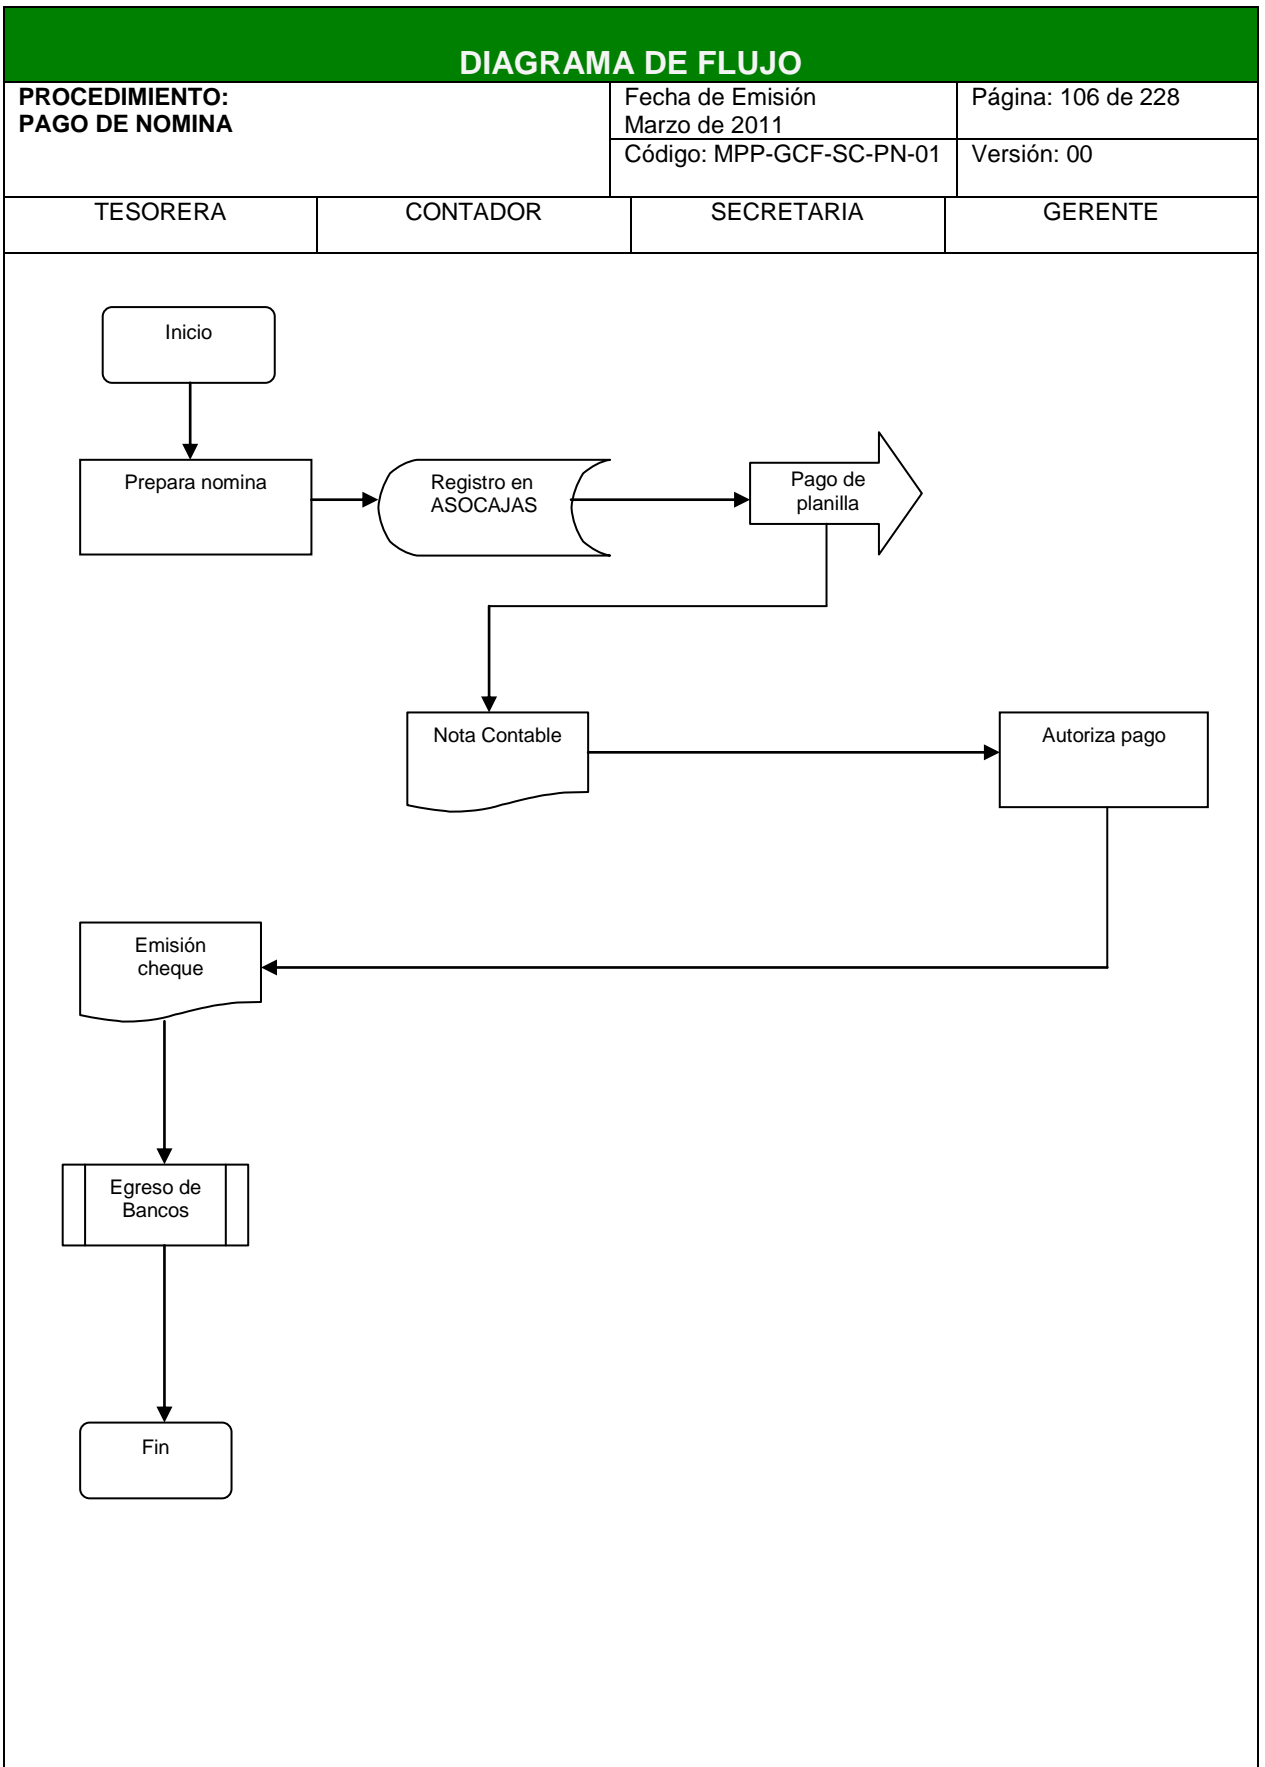 DIAGRAMA DE FLUJO
PROCEDIMIENTO:
PAGO DE NOMINA
Fecha de Emisión
Marzo de 2011
Página: 106 de 228
Código: MPP-GCF-SC-PN-01
Versión: 00
TESORERA
CONTADOR
SECRETARIA
GERENTE
Inicio
Prepara nomina
Registro en
ASOCAJAS
Pago de
planilla
Nota Contable
Autoriza pago
Emisión
cheque
Egreso de
Bancos
Fin